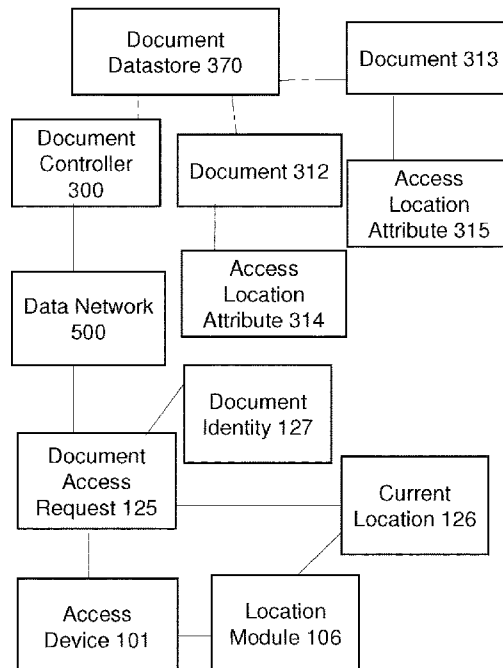 Document
Datastore 370
Document 313
Document
Controller
300
Document 312
Access
Location
Attribute 315
Data Network
500
Access
Location
Attribute 314
Document
Identity 127
Document
Access
Request 125
Current
Location 126
Access
Device 101
Location
Module 106